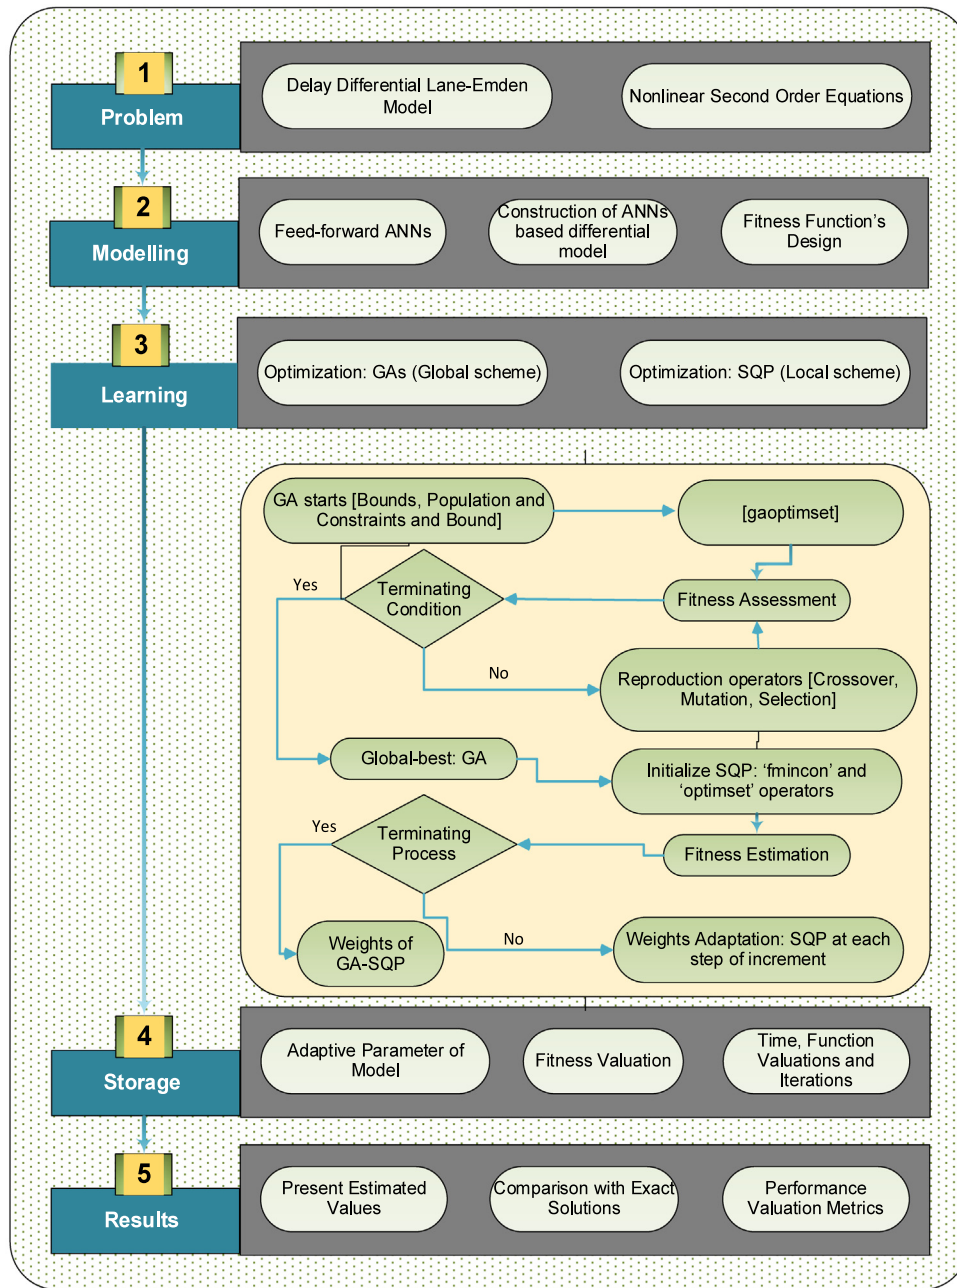 1
Problem
Delay Differential Lane-Emden
Model
Nonlinear Second Order Equations
2
Modelling
Feed-forward ANNs
Construction of ANNs
based differential
model
Fitness Function's
Design
3
Learning
Optimization: GAs (Global scheme)
Optimization: SQP (Local scheme)
GA starts [Bounds, Population and
Constraints and Bound]
[gaoptimset]
Yes
Terminating
Condition
Fitness Assessment
No
Reproduction operators [Crossover,
Mutation, Selection]
Global-best: GA
Initialize SQP: ‘fmincon’ and
‘optimset’ operators
Yes
Terminating
Process
Fitness Estimation
Weights of
GA-SQP
No
Weights Adaptation: SQP at each
step of increment
4
Storage
Adaptive Parameter of
Model
Fitness Valuation
Time, Function
Valuations and
Iterations
5
Results
Present Estimated
Values
Comparison with Exact
Solutions
Performance
Valuation Metrics